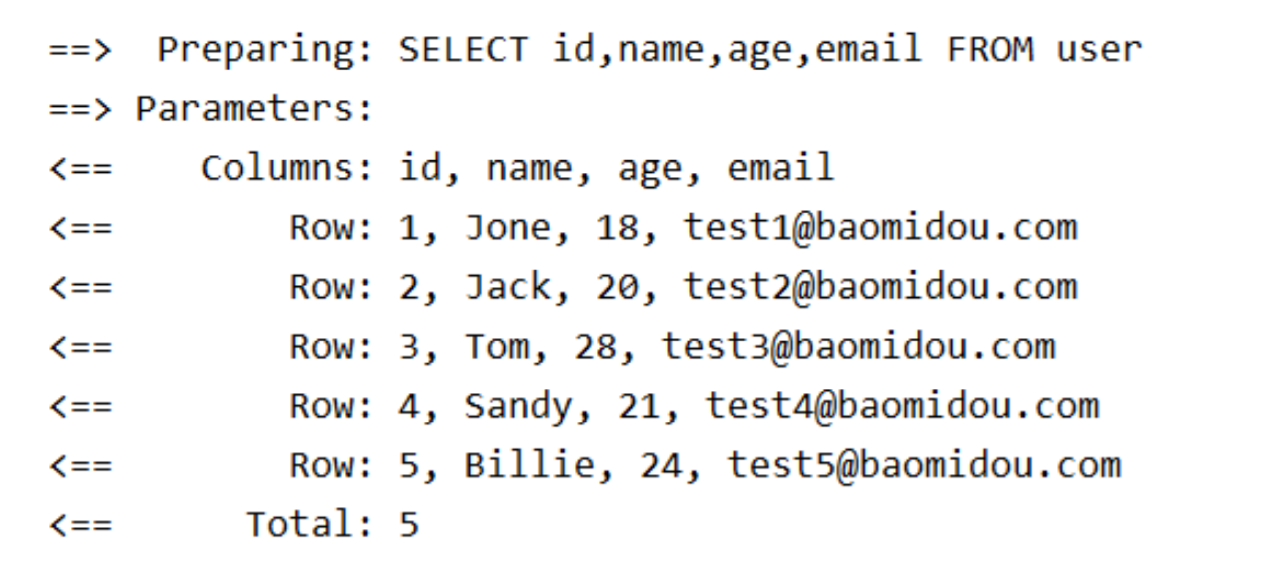 ==>  Preparing: SELECT id,name,age,email FROM user
==> Parameters:
<==    Columns: id, name, age, email
<==        Row: 1, Jone, 18, test1@baomidou.com
<==        Row: 2, Jack, 20, test2@baomidou.com
<==        Row: 3, Tom, 28, test3@baomidou.com
<==        Row: 4, Sandy, 21, test4@baomidou.com
<==        Row: 5, Billie, 24, test5@baomidou.com
<==      Total: 5